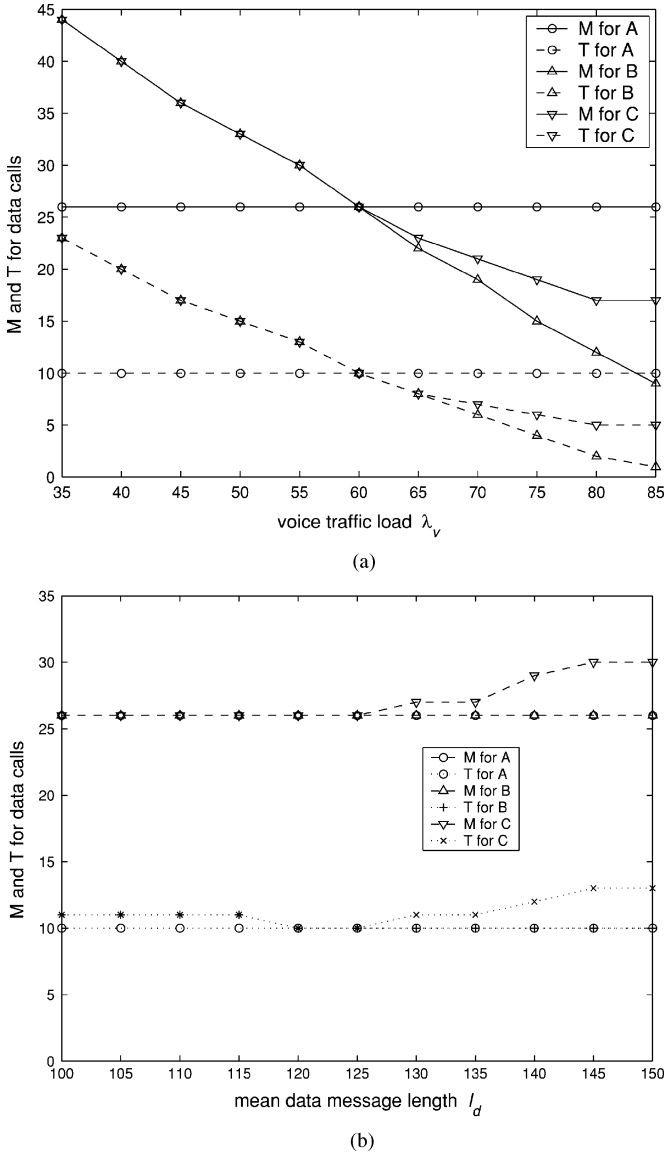 45
40
35
30
25
20
15
10
5
0
M and T for data calls
M for A
T for A
M for B
T for B
M for C
T for C
35 40 45 50 55 60 65 70 75 80 85
voice traffic load λv
(a)
35
30
25
20
15
10
5
0
M and T for data calls
M for A
T for A
M for B
T for B
M for C
T for C
100 105 110 115 120 125 130 135 140 145 150
mean data message length ld
(b)